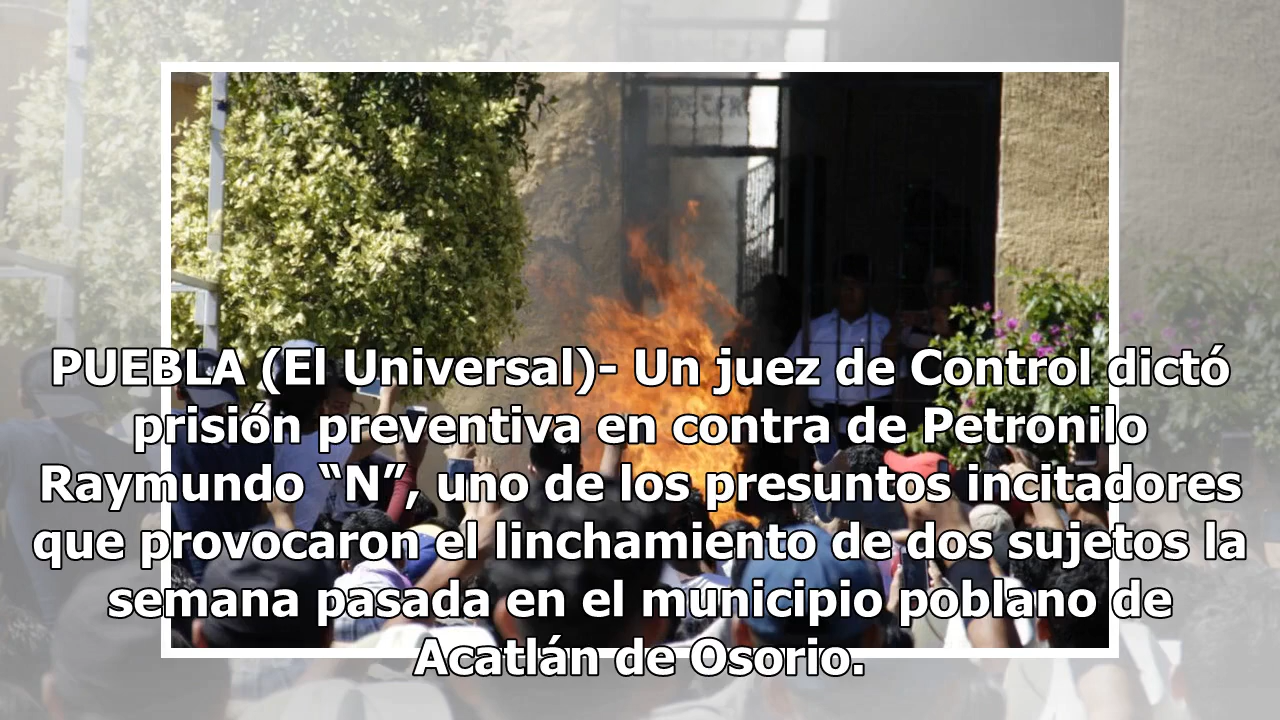 PUEBLA (El Universal)- Un juez de Control dictó
prisión preventiva en contra de Petronilo
Raymundo “N”, uno de los presuntos incitadores
que provocaron el linchamiento de dos sujetos la
semana pasada en el municipio poblano de
Acatlán de Osorio.